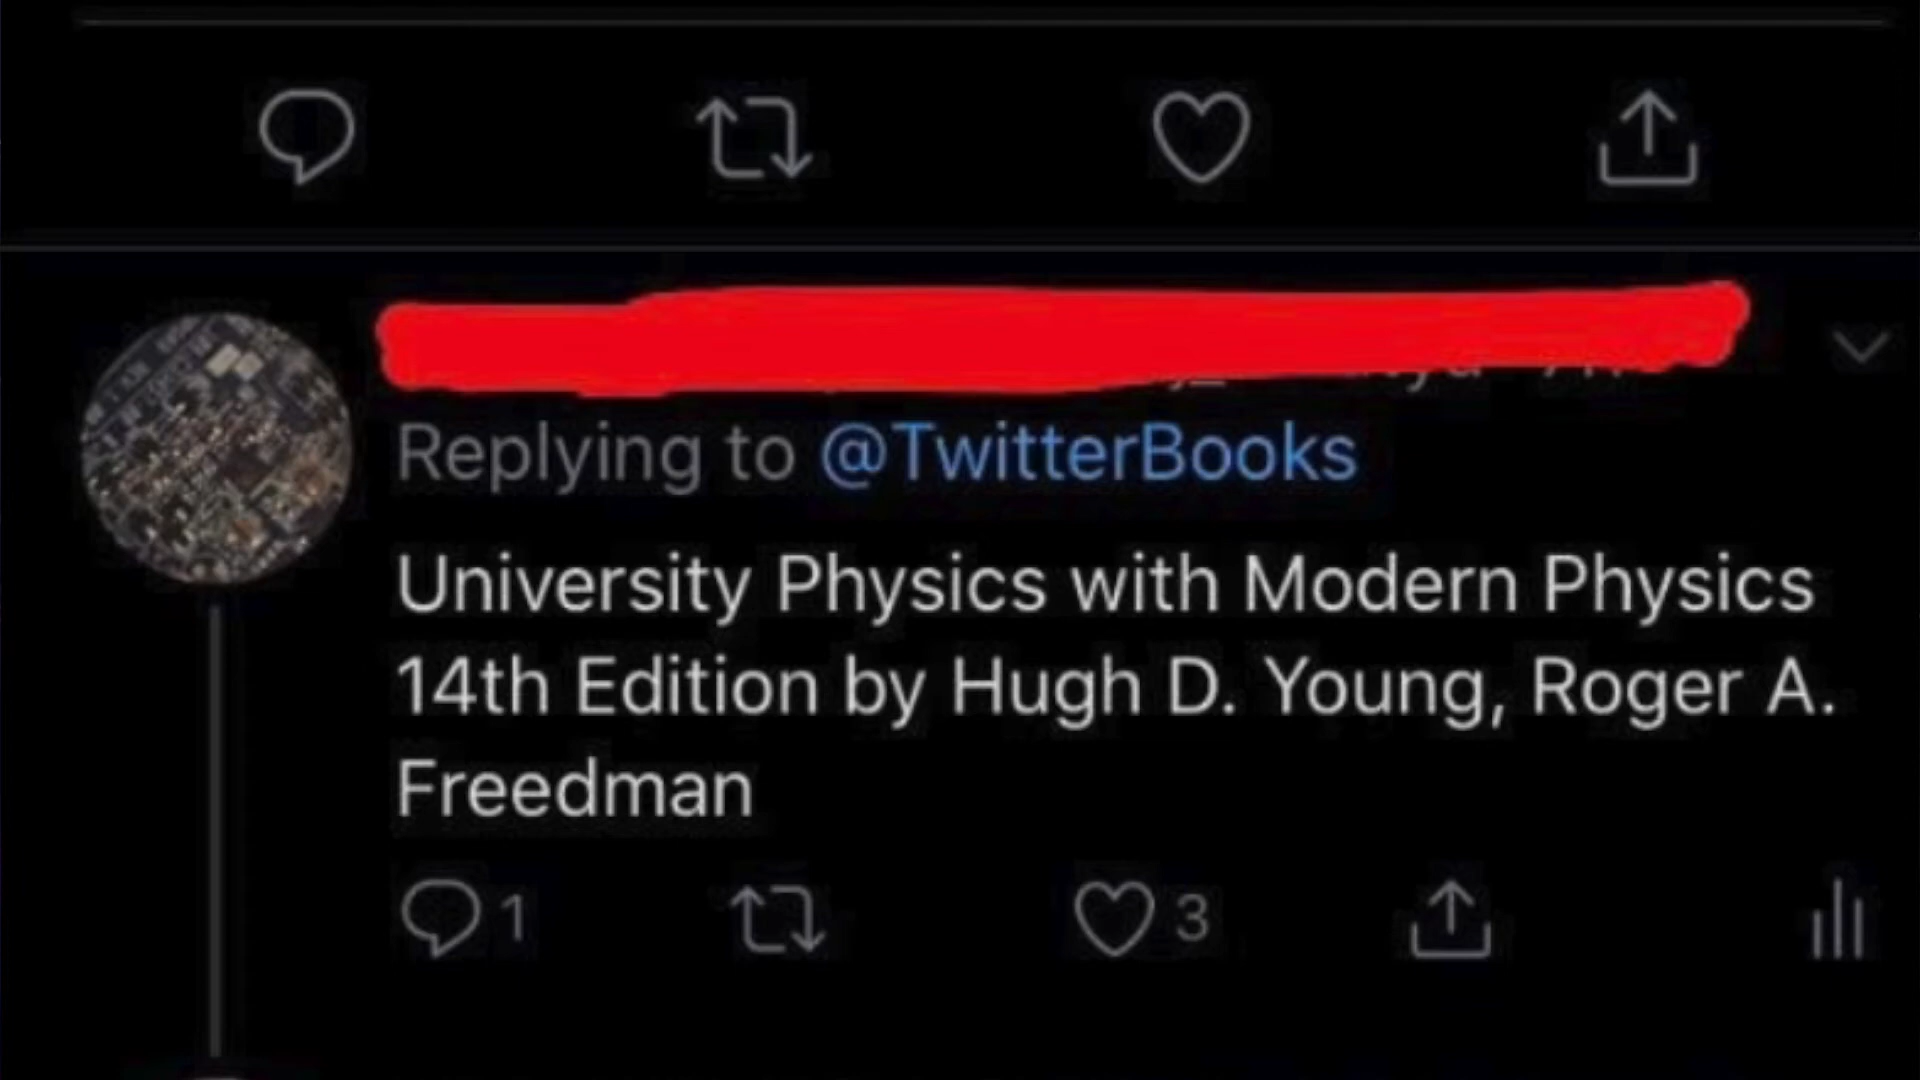 Replying to @TwitterBooks
University Physics with Modern Physics
14th Edition by Hugh D. Young, Roger A.
Freedman
1 3